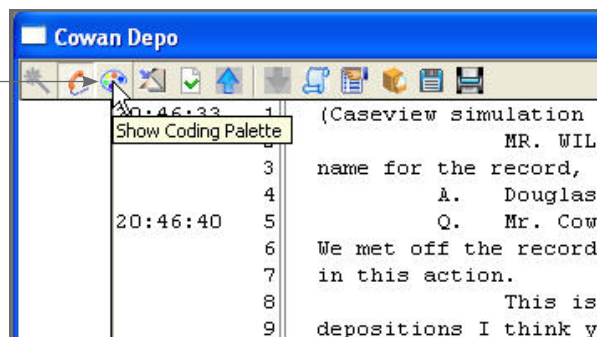 Cowan Depo
20:46:33 1 (Caseview simulation
Show Coding Palette
MR. WIL
3 name for the record,
4 A. Douglas
20:46:40 5 Q. Mr. Cow
6 We met off the record
7 in this action.
8 This is
9 depositions I think y